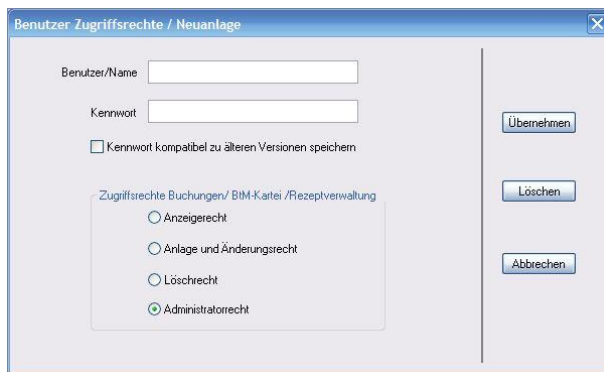 Benutzer Zugriffsrechte / Neuanlage
Benutzer/Name
Kennwort
Kennwort kompatibel zu älteren Versionen speichern
Zugriffsrechte Buchungen/ BtM-Kartei /Rezeptverwaltung
Anzeigerecht
Anlage und Änderungsrecht
Löschrecht
Administratorrecht
Übernehmen
Löschen
Abbrechen